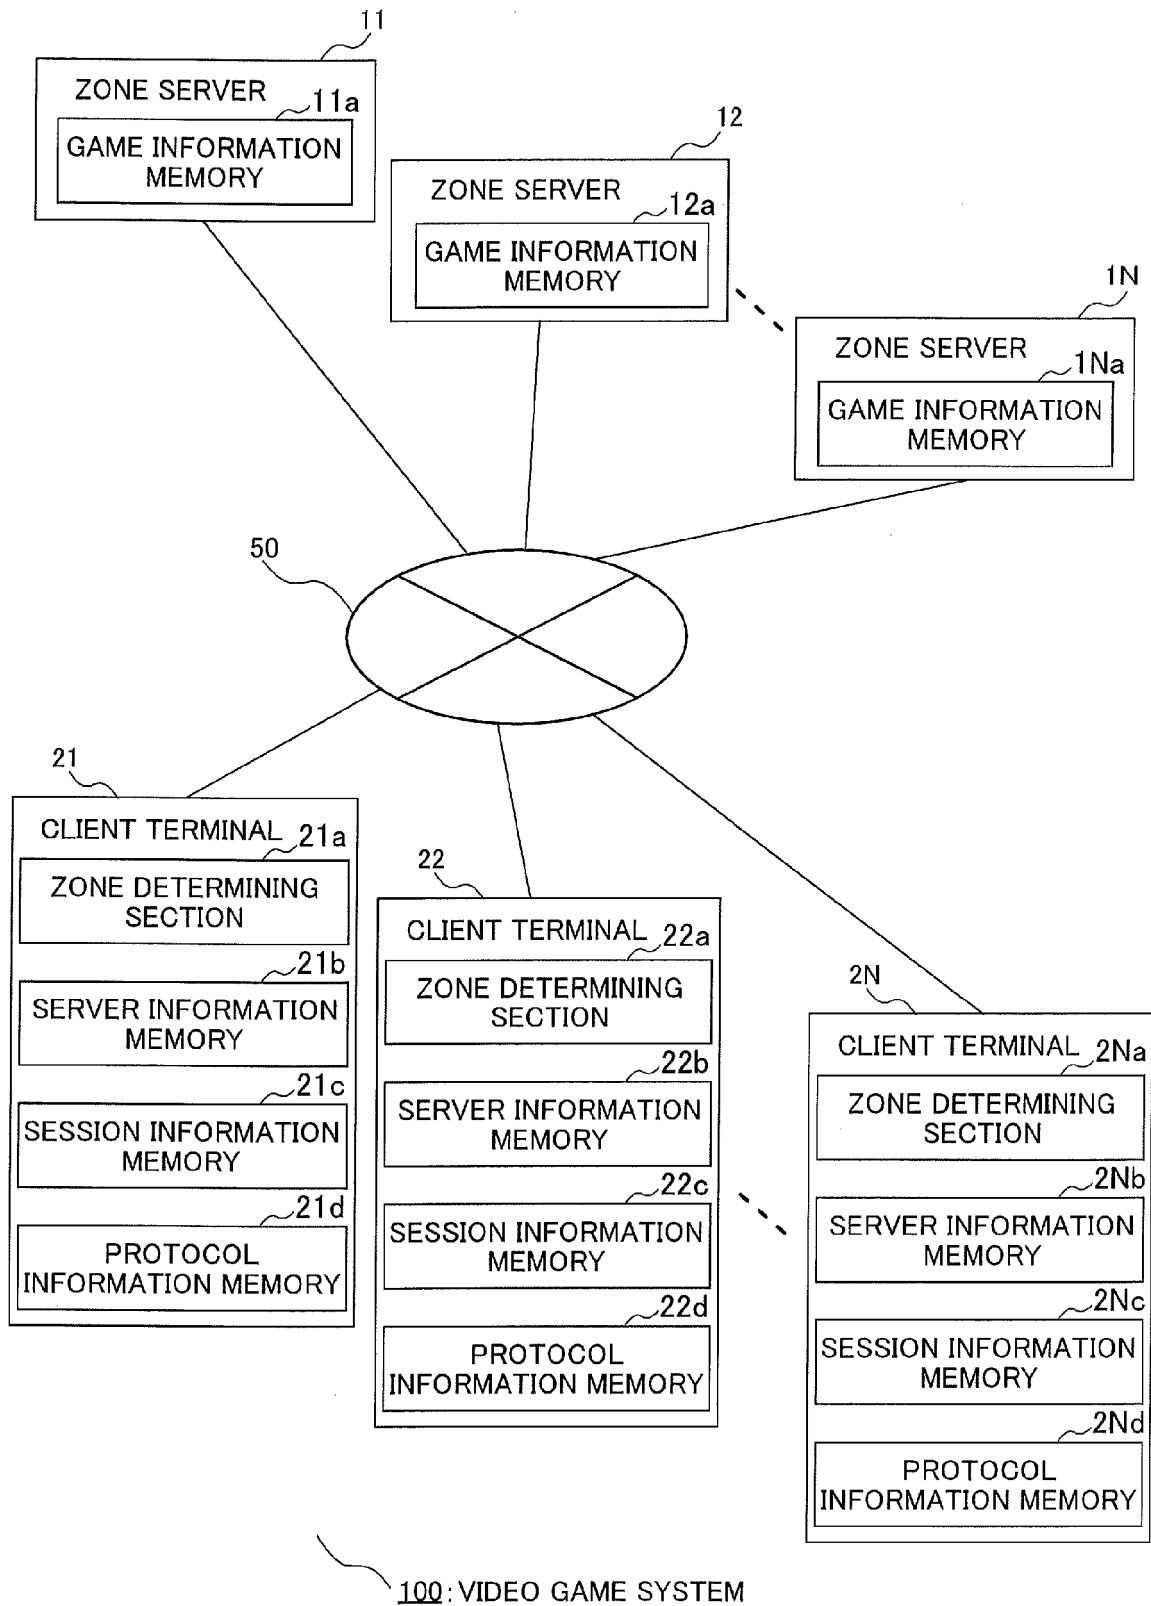 11
ZONE SERVER
11a
GAME INFORMATION
MEMORY
12
ZONE SERVER
12a
GAME INFORMATION
MEMORY
1N
ZONE SERVER
1Na
GAME INFORMATION
MEMORY
50
21
CLIENT TERMINAL
21a
ZONE DETERMINING
SECTION
21b
SERVER INFORMATION
MEMORY
21c
SESSION INFORMATION
MEMORY
21d
PROTOCOL
INFORMATION MEMORY
22
CLIENT TERMINAL
22a
ZONE DETERMINING
SECTION
22b
SERVER INFORMATION
MEMORY
22c
SESSION INFORMATION
MEMORY
22d
PROTOCOL
INFORMATION MEMORY
2N
CLIENT TERMINAL
2Na
ZONE DETERMINING
SECTION
2Nb
SERVER INFORMATION
MEMORY
2Nc
SESSION INFORMATION
MEMORY
2Nd
PROTOCOL
INFORMATION MEMORY
100 : VIDEO GAME SYSTEM